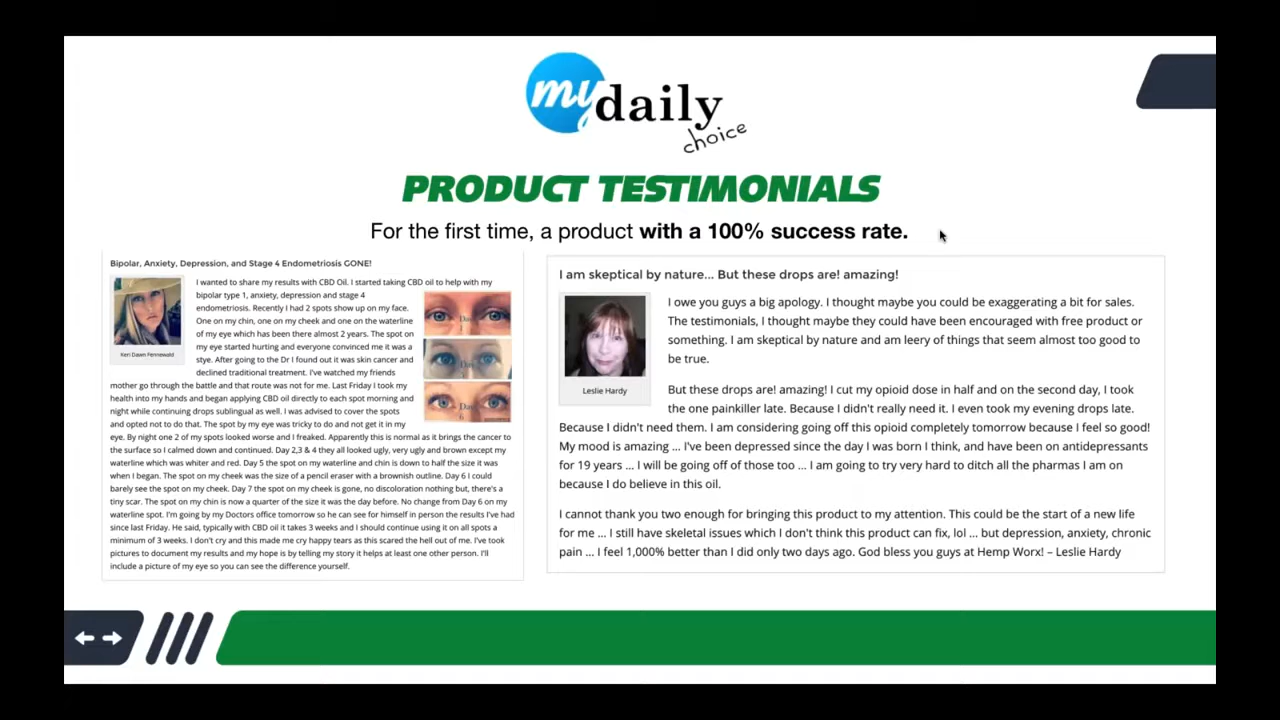 my daily
choice
PRODUCT TESTIMONIALS
For the first time, a product with a 100% success rate.
Bipolar, Anxiety, Depression, and Stage 4 Endometriosis GONE!
I wanted to share my results with CBD Oil. I started taking CBD oil to help with my
bipolar type 1, anxiety, depression and stage 4
endometriosis. Recently I had 2 spots show up on my face.
One on my chin, one on my cheek and one on the waterline
of my eye which has been there almost 2 years. The spot on
my eye started hurting and everyone convinced me it was a
stye. After going to the Dr I found out it was skin cancer and
declined traditional treatment. I've watched my friends
mother go through the battle and that route was not for me. Last Friday I took my
health into my hands and began applying CBD oil directly to each spot morning and
night while continuing drops sublingual as well. I was advised to cover the spots
and opted not to do that. The spot by my eye was tricky to do and not get it in my
eye. By night one 2 of my spots looked worse and I freaked. Apparently this is normal as it brings the cancer to
the surface so I calmed down and continued. Day 2,3 & 4 they all looked ugly, very ugly and brown except my
waterline which was whiter and red. Day 5 the spot on my waterline and chin is down to half the size it was
when I began. The spot on my cheek was the size of a pencil eraser with a brownish outline. Day 6 I could
barely see the spot on my cheek. Day 7 the spot on my cheek is gone, no discoloration nothing but, there's a
tiny scar. The spot on my chin is now a quarter of the size it was the day before. No change from Day 6 on my
waterline spot. I'm going by my Doctors office tomorrow so he can see for himself in person the results I've had
since last Friday. He said, typically with CBD oil it takes 3 weeks and I should continue using it on all spots a
minimum of 3 weeks. I don't cry and this made me cry happy tears as this scared the hell out of me. I've took
pictures to document my results and my hope is by telling my story it helps at least one other person. I'll
include a picture of my eye so you can see the difference yourself.
Keri Dawn Fennewald
Day
Day
Day
6
I am skeptical by nature... But these drops are! amazing!
I owe you guys a big apology. I thought maybe you could be exaggerating a bit for sales.
The testimonials, I thought maybe they could have been encouraged with free product or
something. I am skeptical by nature and am leery of things that seem almost too good to
be true.
Leslie Hardy
But these drops are! amazing! I cut my opioid dose in half and on the second day, I took
the one painkiller late. Because I didn't really need it. I even took my evening drops late.
Because I didn't need them. I am considering going off this opioid completely tomorrow because I feel so good!
My mood is amazing ... I've been depressed since the day I was born I think, and have been on antidepressants
for 19 years ... I will be going off of those too ... I am going to try very hard to ditch all the pharmas I am on
because I do believe in this oil.
I cannot thank you two enough for bringing this product to my attention. This could be the start of a new life
for me ... I still have skeletal issues which I don't think this product can fix, lol ... but depression, anxiety, chronic
pain ... I feel 1,000% better than I did only two days ago. God bless you guys at Hemp Worx! – Leslie Hardy